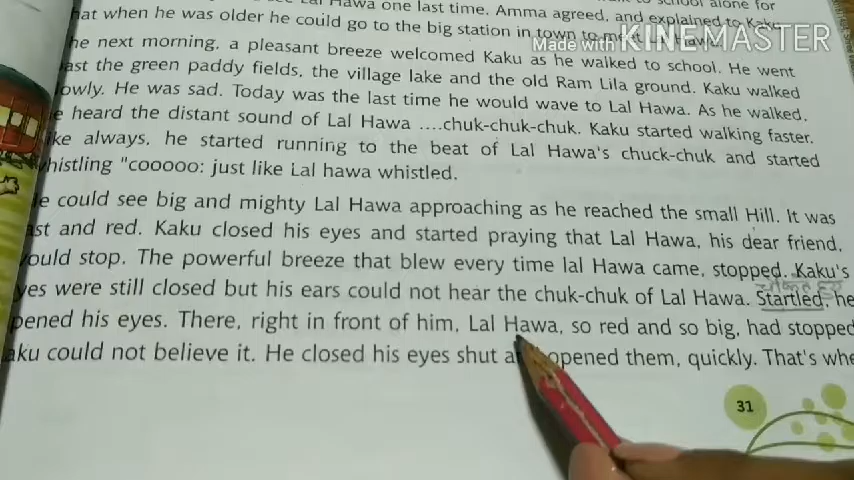 Lal Hawa one last time. Amma agreed, and explained to Kaku
hat when he was older he could go to the big station in town to
Made with KINEMASTER
he next morning, a pleasant breeze welcomed Kaku as he walked to school. He went
ast the green paddy fields, the village lake and the old Ram Lila ground. Kaku walked
lowly. He was sad. Today was the last time he would wave to Lal Hawa. As he walked,
e heard the distant sound of Lal Hawa ....chuk-chuk-chuk. Kaku started walking faster.
ike always, he started running to the beat of Lal Hawa's chuck-chuk and started
histling "cooooo: just like Lal hawa whistled.
e could see big and mighty Lal Hawa approaching as he reached the small Hill. It was
ast and red. Kaku closed his eyes and started praying that Lal Hawa, his dear friend,
ould stop. The powerful breeze that blew every time lal Hawa came, stopped. Kaku's
yes were still closed but his ears could not hear the chuk-chuk of Lal Hawa. Startled, he
pened his eyes. There, right in front of him, Lal Hawa, so red and so big, had stopped
aku could not believe it. He closed his eyes shut a opened them, quickly. That's whe
31